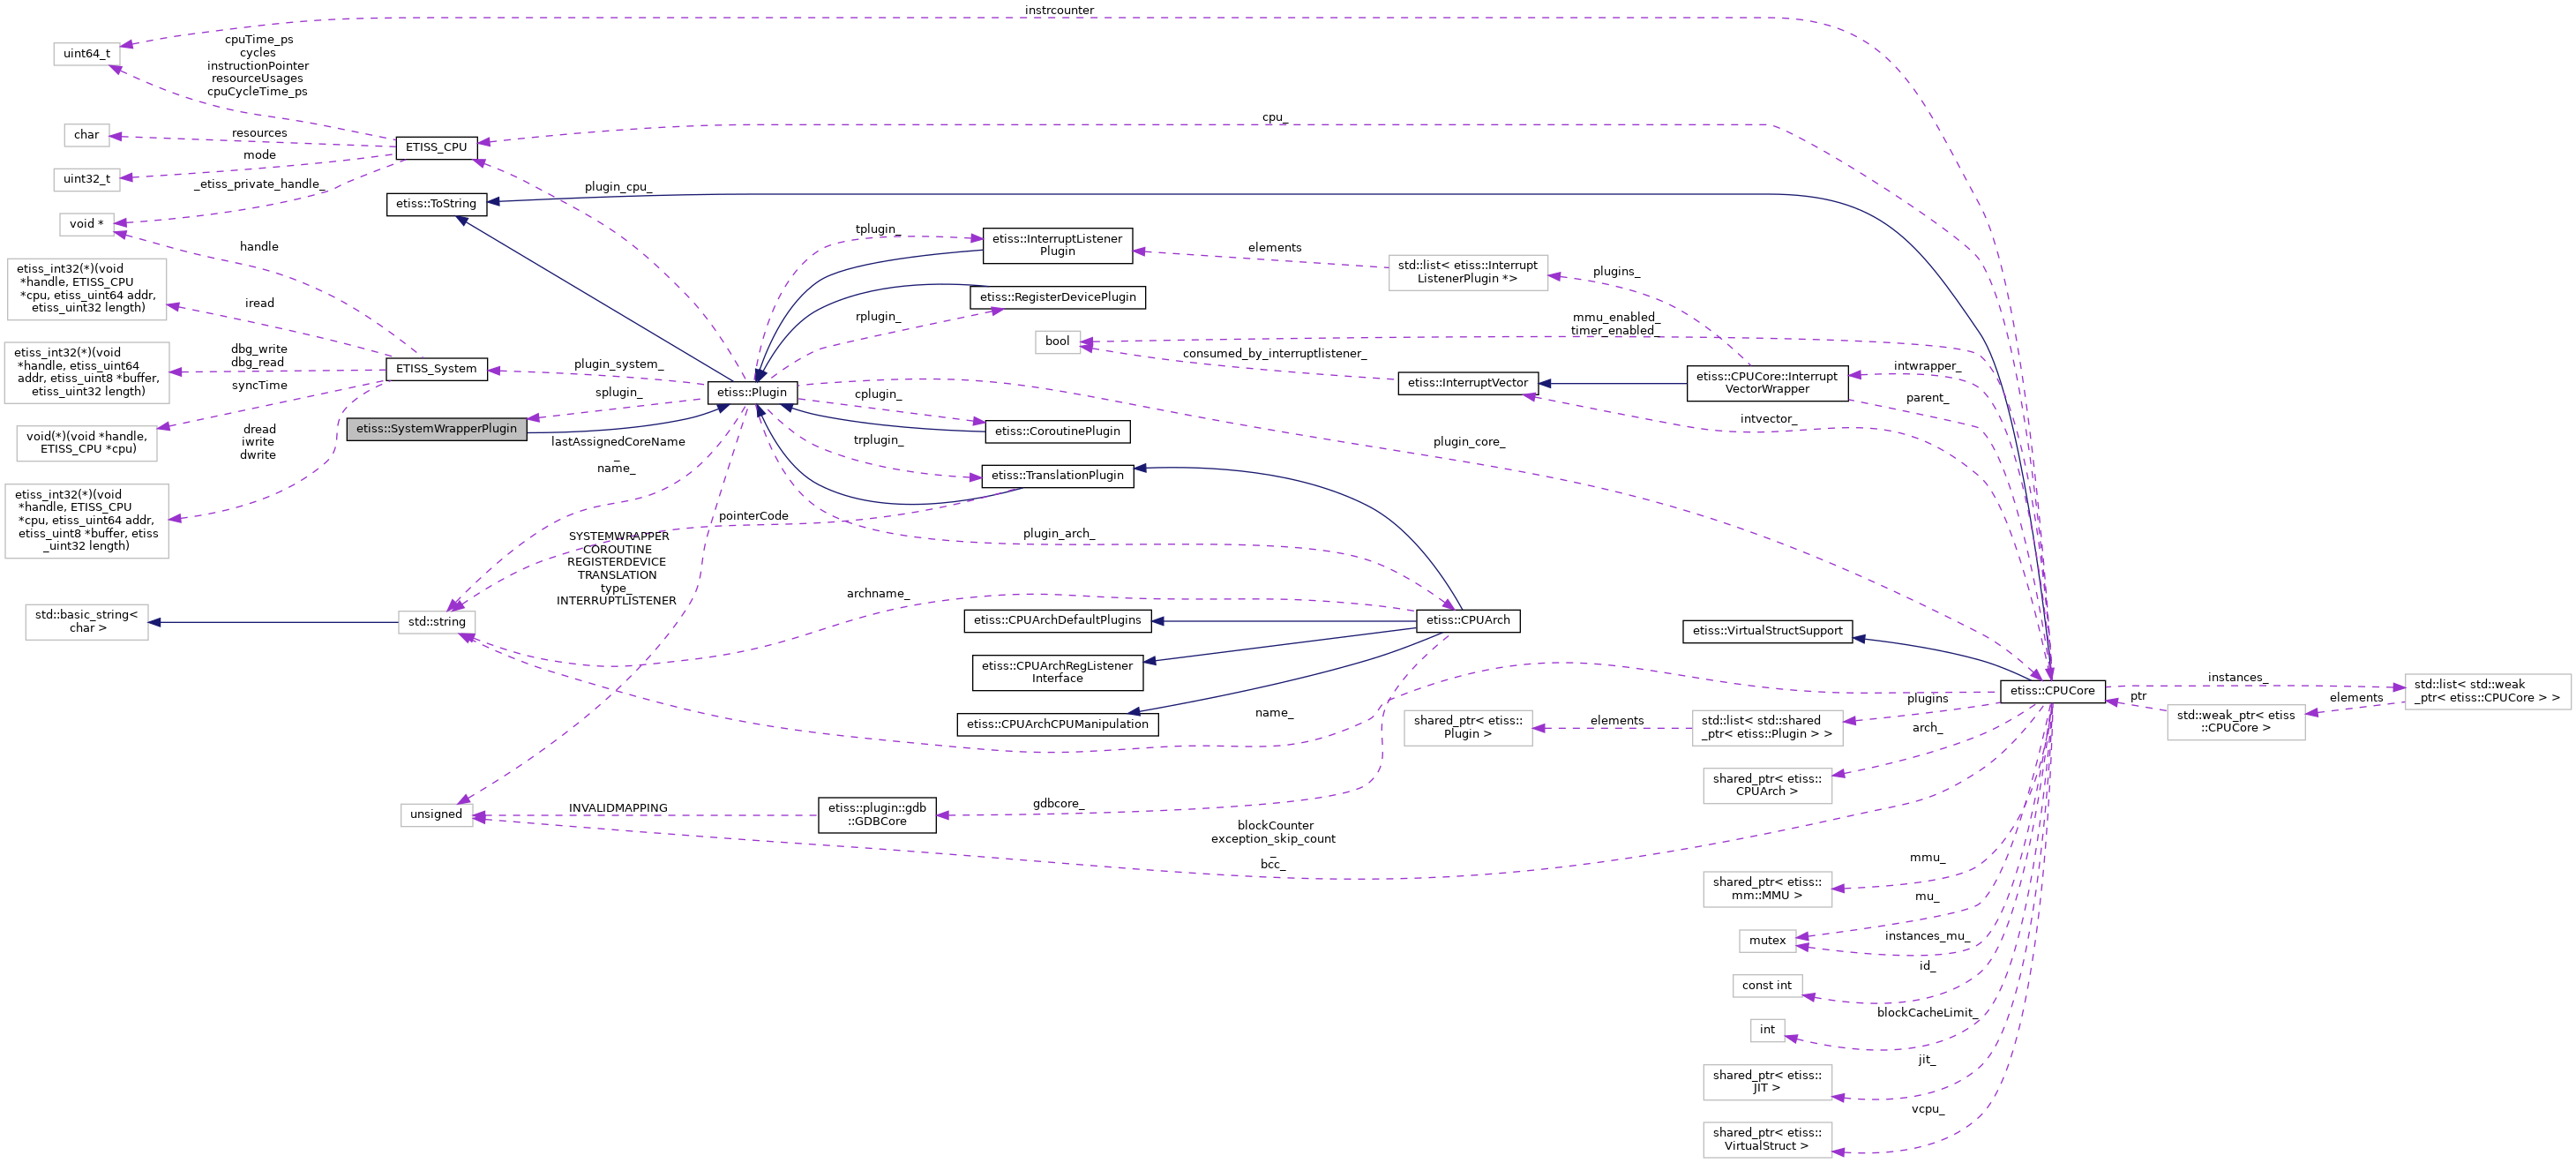 instrcounter
uint64_t
cpuTime_ps
cycles
instructionPointer
resourceUsages
cpuCycleTime_ps
cpu_
char
resources
ETISS_CPU
mode
uint32_t
_etiss_private_handle_
plugin_cpu_
etiss::ToString
void *
handle
tplugin_
etiss::InterruptListener
Plugin
elements
std::list< etiss::Interrupt
ListenerPlugin *>
plugins_
etiss_int32(*)(void
*handle, ETISS_CPU
*cpu, etiss_uint64 addr,
etiss_uint32 length)
iread
rplugin_
etiss::RegisterDevicePlugin
mmu_enabled_
timer_enabled_
bool
consumed_by_interruptlistener_
etiss_int32(*)(void
*handle, etiss_uint64
addr, etiss_uint8 *buffer,
etiss_uint32 length)
dbg_write
dbg_read
syncTime
ETISS_System
plugin_system_
splugin_
etiss::Plugin
cplugin_
etiss::InterruptVector
etiss::CPUCore::Interrupt
VectorWrapper
intwrapper_
parent_
intvector_
etiss::SystemWrapperPlugin
etiss::CoroutinePlugin
void(*)(void *handle,
ETISS_CPU *cpu)
dread
iwrite
dwrite
lastAssignedCoreName
_
name_
trplugin_
plugin_core_
etiss::TranslationPlugin
etiss_int32(*)(void
*handle, ETISS_CPU
*cpu, etiss_uint64 addr,
etiss_uint8 *buffer, etiss
_uint32 length)
pointerCode
plugin_arch_
SYSTEMWRAPPER
COROUTINE
REGISTERDEVICE
TRANSLATION
type_
INTERRUPTLISTENER
archname_
std::basic_string<
char >
std::string
etiss::CPUArchDefaultPlugins
etiss::CPUArch
etiss::VirtualStructSupport
etiss::CPUArchRegListener
Interface
etiss::CPUArchCPUManipulation
name_
etiss::CPUCore
instances_
std::list< std::weak
_ptr< etiss::CPUCore > >
ptr
elements
std::weak_ptr< etiss
::CPUCore >
plugins
std::list< std::shared
_ptr< etiss::Plugin > >
elements
shared_ptr< etiss::
Plugin >
arch_
shared_ptr< etiss::
CPUArch >
unsigned
INVALIDMAPPING
etiss::plugin::gdb
::GDBCore
gdbcore_
blockCounter
exception_skip_count
_
bcc_
mmu_
shared_ptr< etiss::
mm::MMU >
mu_
mutex
instances_mu_
id_
const int
blockCacheLimit_
int
jit_
shared_ptr< etiss::
JIT >
vcpu_
shared_ptr< etiss::
VirtualStruct >